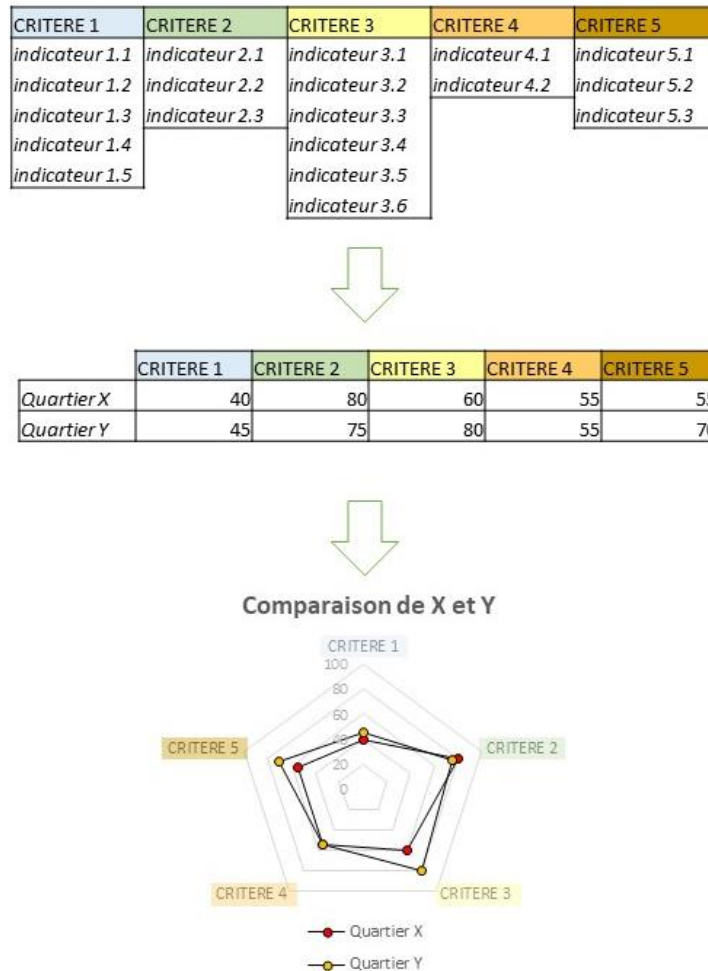 CRITERE 1 CRITERE 2 CRITERE 3 CRITERE 4 CRITERE 5
indicateur 1.1 indicateur 2.1 indicateur 3.1 indicateur 4.1 indicateur 5.1
indicateur 1.2 indicateur 2.2 indicateur 3.2 indicateur 4.2 indicateur 5.2
indicateur 1.3 indicateur 2.3 indicateur 3.3 indicateur 5.3
indicateur 1.4 indicateur 3.4
indicateur 1.5 indicateur 3.5
indicateur 3.6
CRITERE 1 CRITERE 2 CRITERE 3 CRITERE 4 CRITERE 5
Quartier X 40 80 60 55
Quartier Y 45 75 80 55
Comparaison de X et Y
CRITERE 1
100
80
60
40
20
0
CRITERE 5 CRITERE 2
CRITERE 4 CRITERE 3
Quartier X
Quartier Y